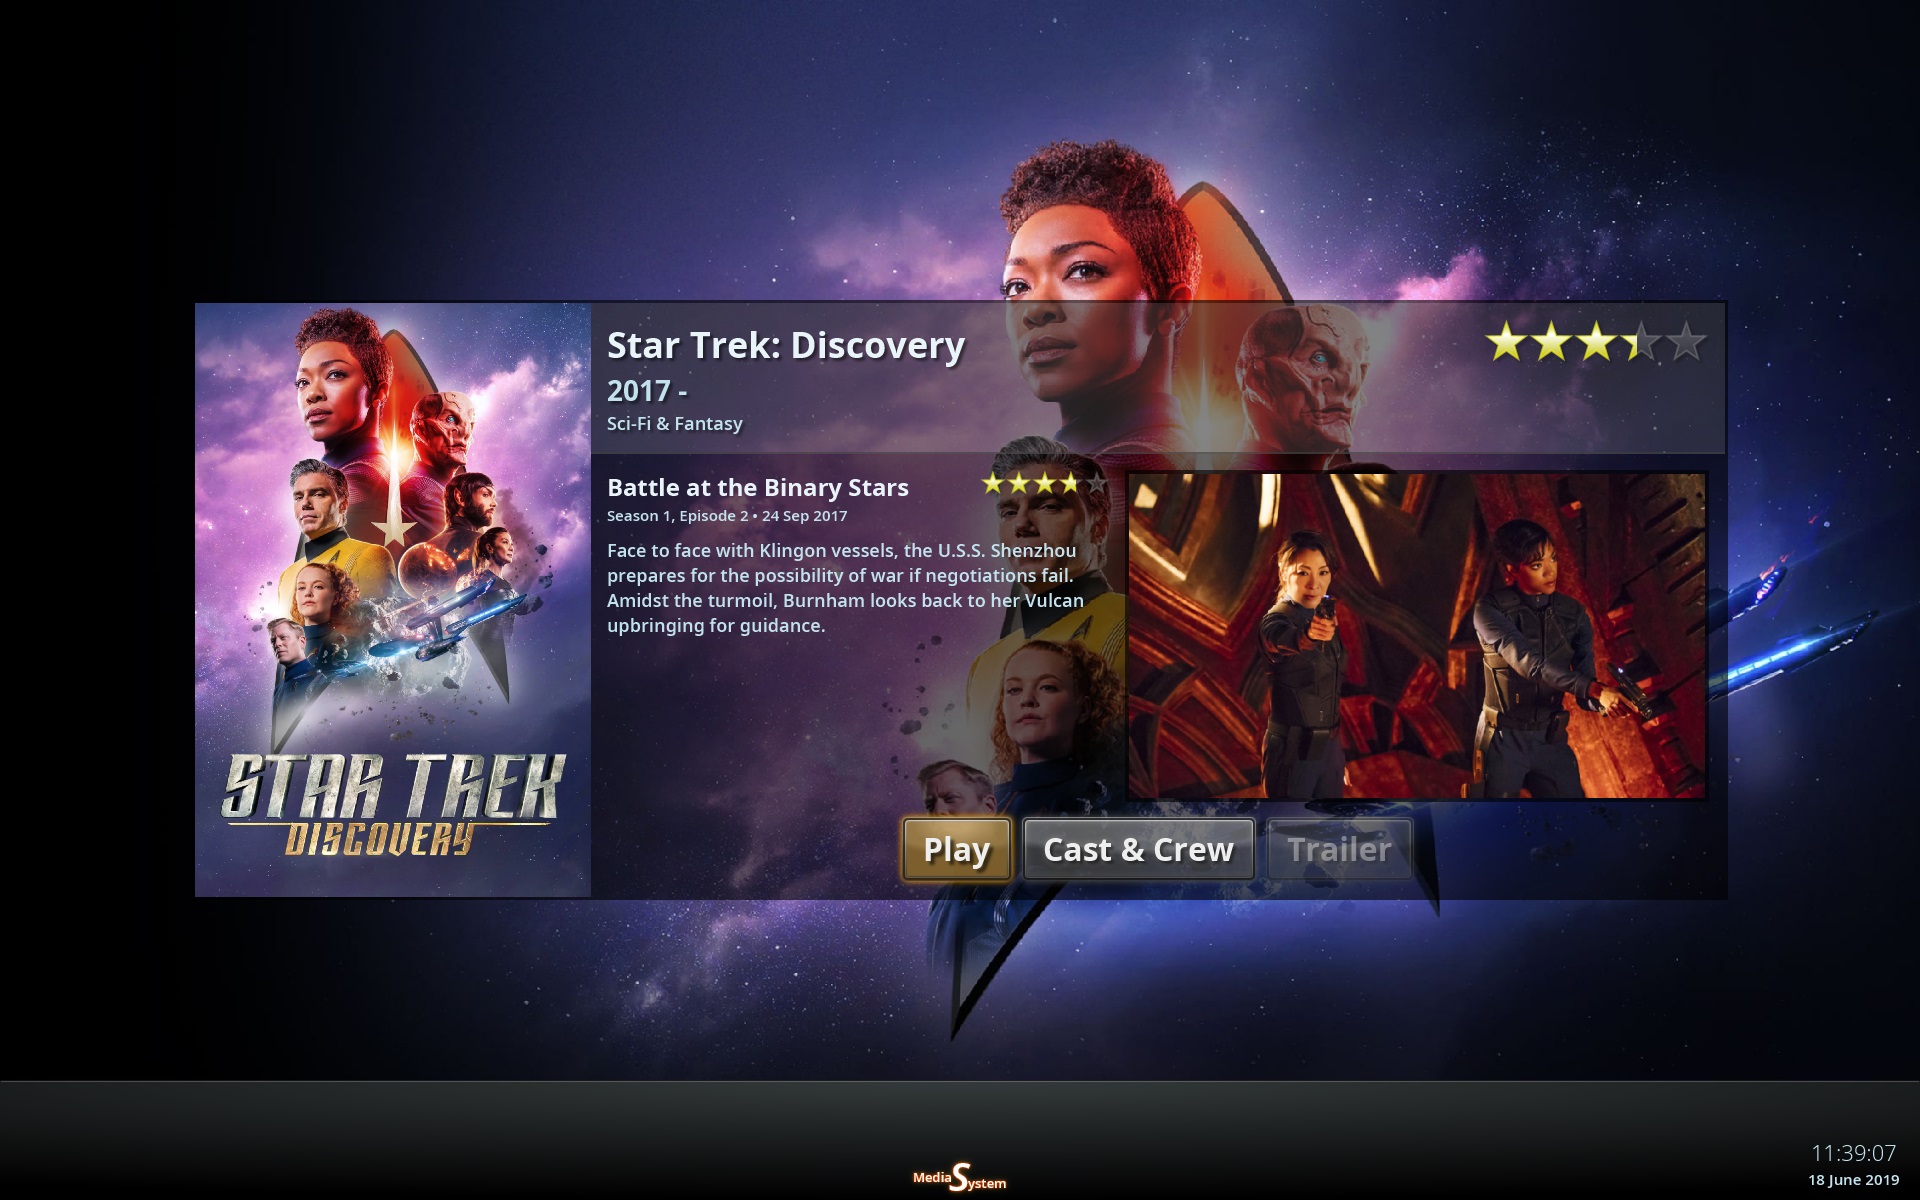 Star Trek: Discovery
2017 -
Sci-Fi & Fantasy
Battle at the Binary Stars
Season 1, Episode 2 • 24 Sep 2017
Face to face with Klingon vessels, the U.S.S. Shenzhou
prepares for the possibility of war if negotiations fail.
Amidst the turmoil, Burnham looks back to her Vulcan
upbringing for guidance.
STAR TREK
DISCOVERY
Play
Cast & Crew
Trailer
MediaSystem
11:39:07
18 June 2019